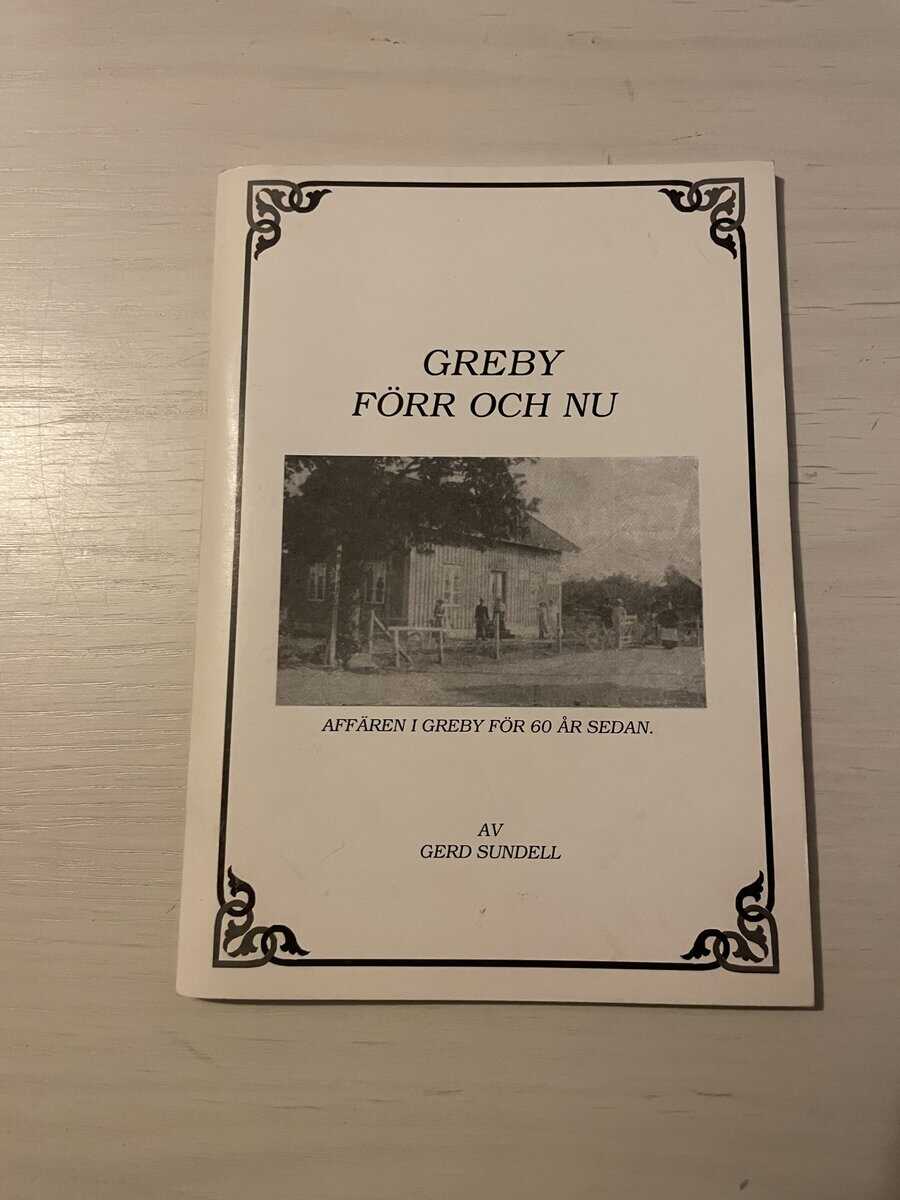 GREBY
FÖRR OCH NU
AFFÄREN I GREBY FÖR 60 ÅR SEDAN.
AV
GERD SUNDELL